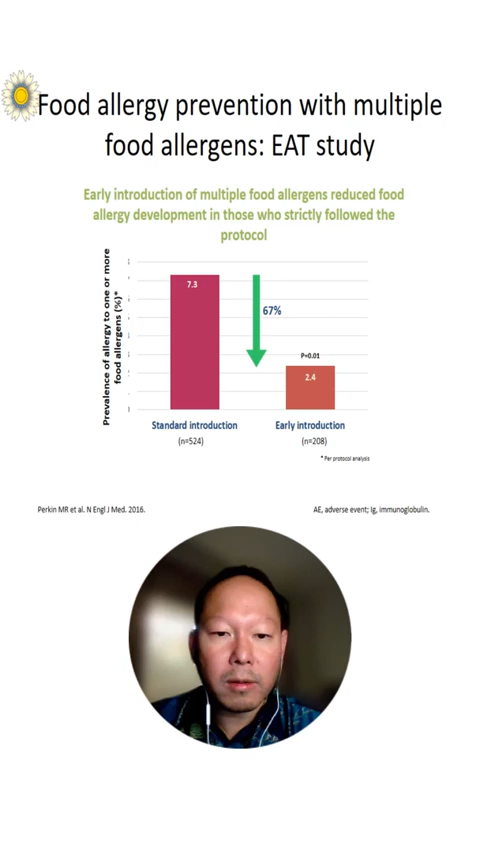 Food allergy prevention with multiple
food allergens: EAT study
Early introduction of multiple food allergens reduced food
allergy development in those who strictly followed the
protocol
Prevalence of allergy to one or more
food allergens (%)*
7.3
67%
P=0.01
2.4
Standard introduction
(n=524)
Early introduction
(n=208)
* Per protocol analysis
Perkin MR et al. N Engl J Med. 2016.
AE, adverse event; Ig, immunoglobulin.